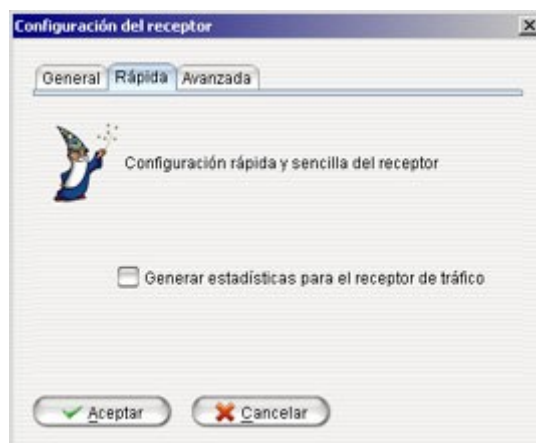 Configuración del receptor
General Rápida Avanzada
Configuración rápida y sencilla del receptor
Generar estadísticas para el receptor de tráfico
Aceptar Cancelar